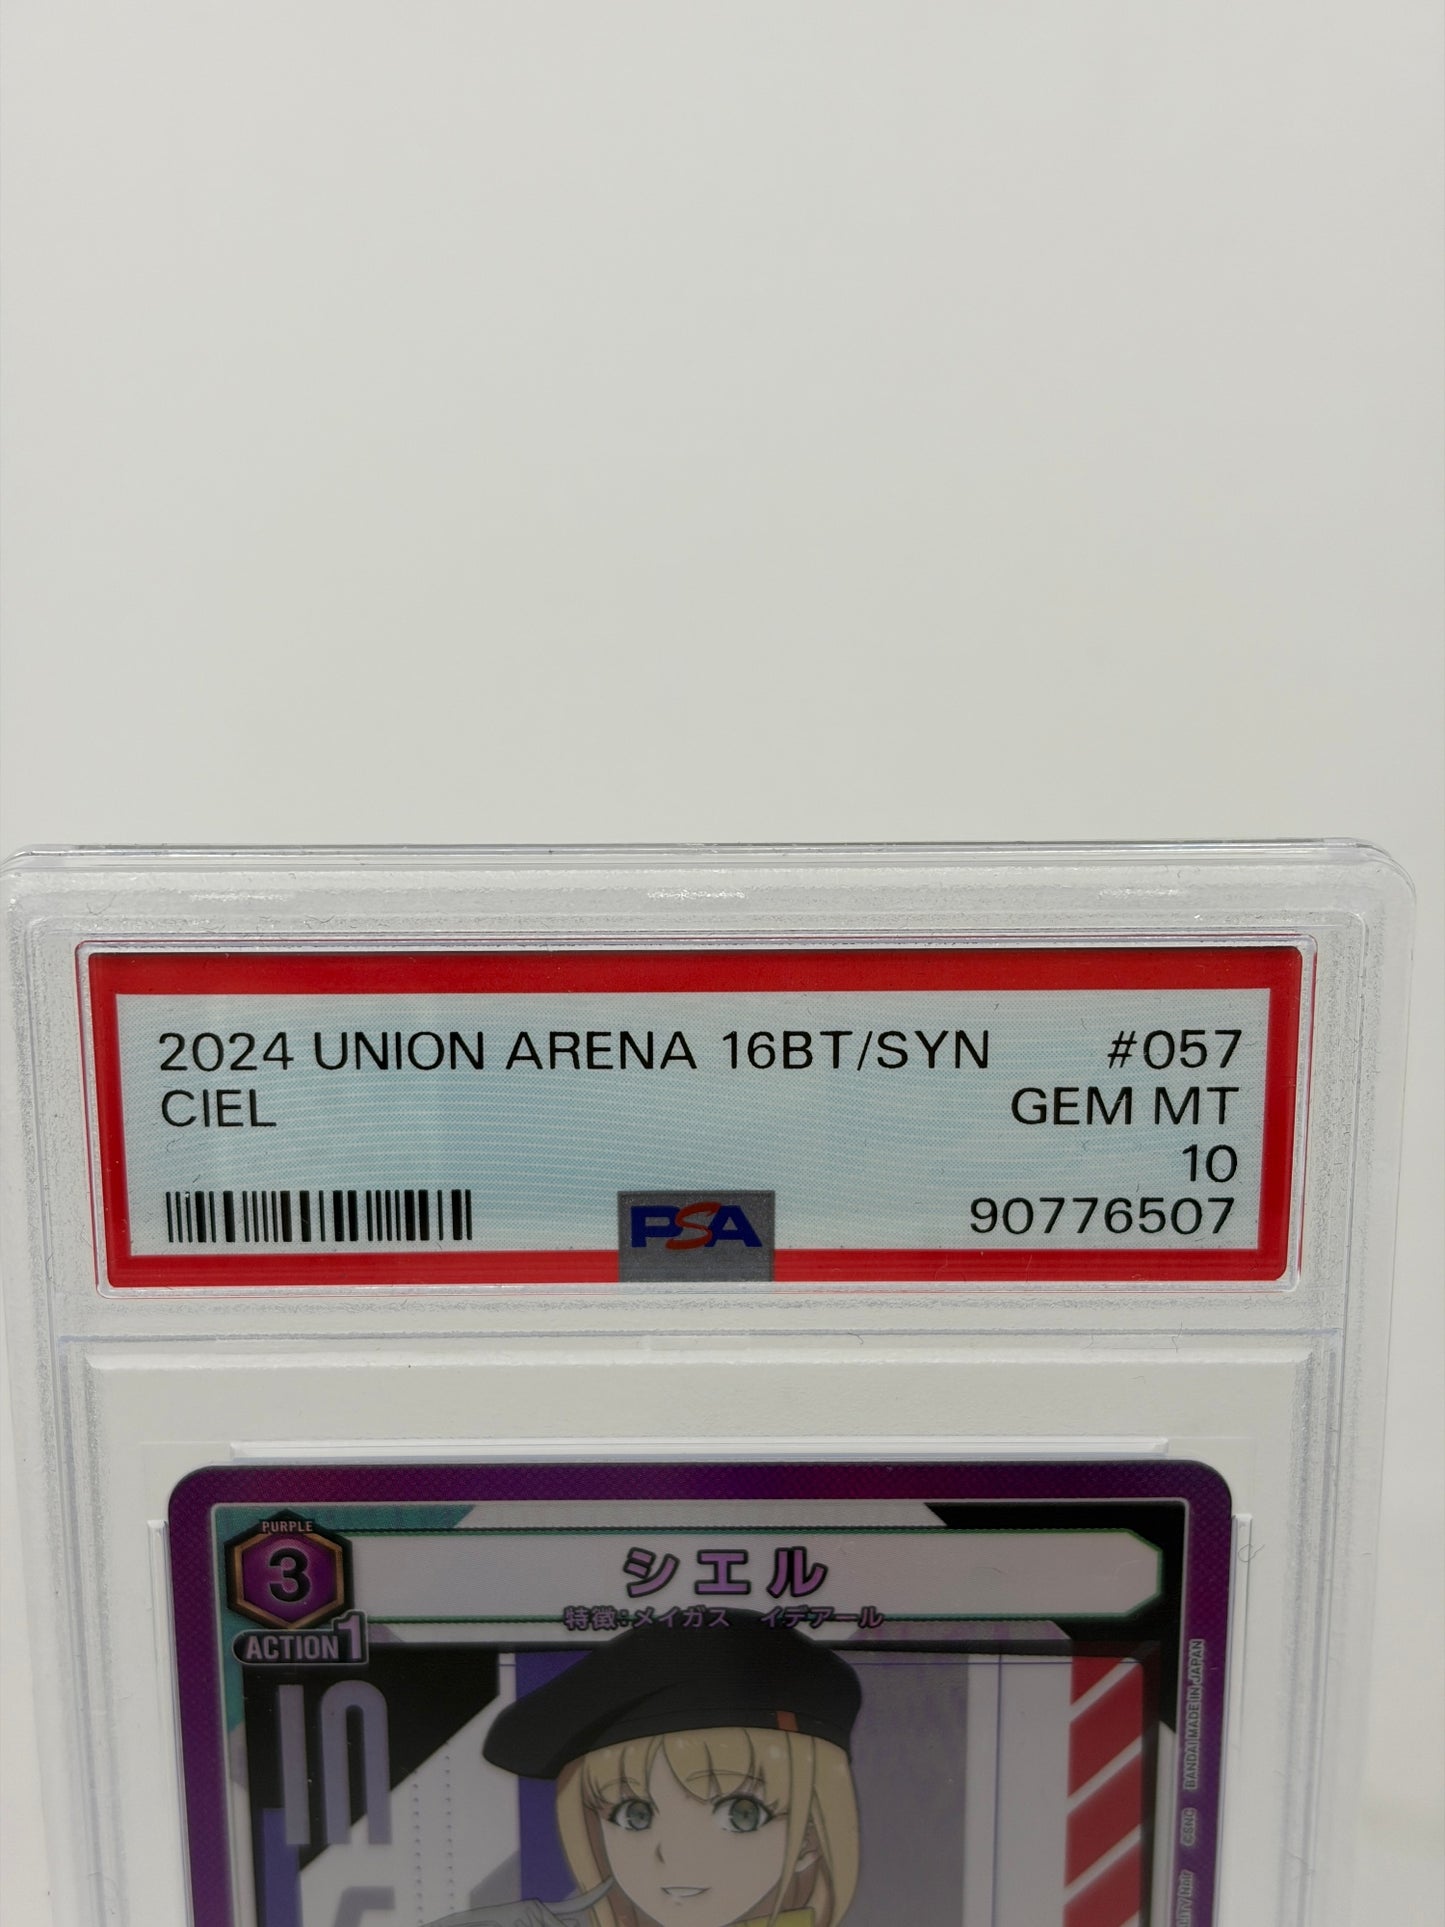 2024 UNION ARENA 16BT/SYN #057
CIEL GEM MT
10
PSA 90776507
PURPLE
3
シエル
特徴:メイガス イデアール
ACTION 1
BANDAI MADE IN JAPAN
©SNC